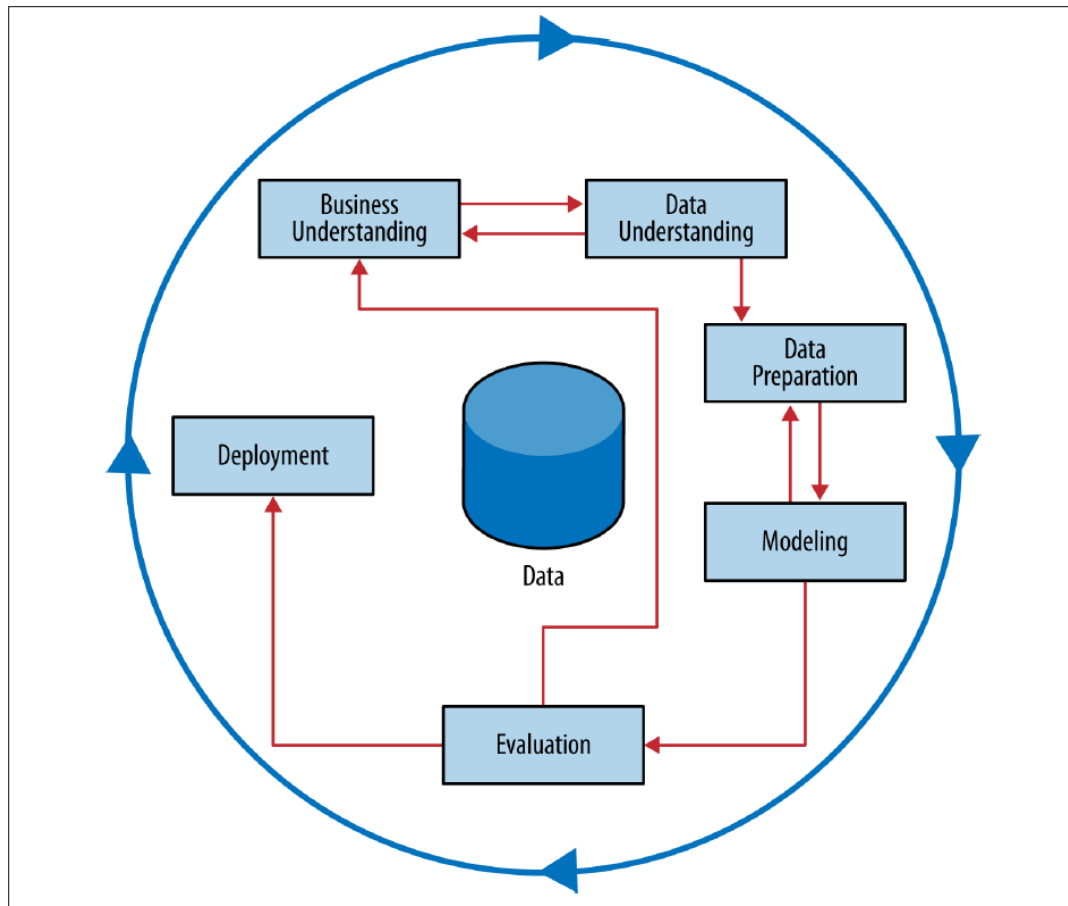 Business
Understanding
Data
Understanding
Data
Preparation
Deployment
Modeling
Data
Evaluation